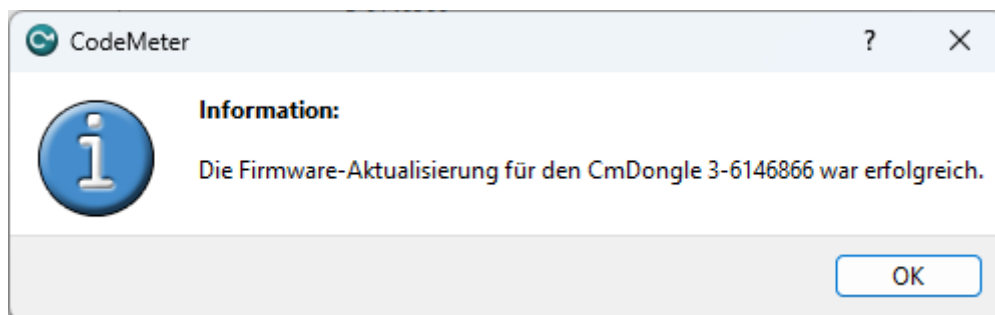 CodeMeter
?
Information:
Die Firmware-Aktualisierung für den CmDongle 3-6146866 war erfolgreich.
OK